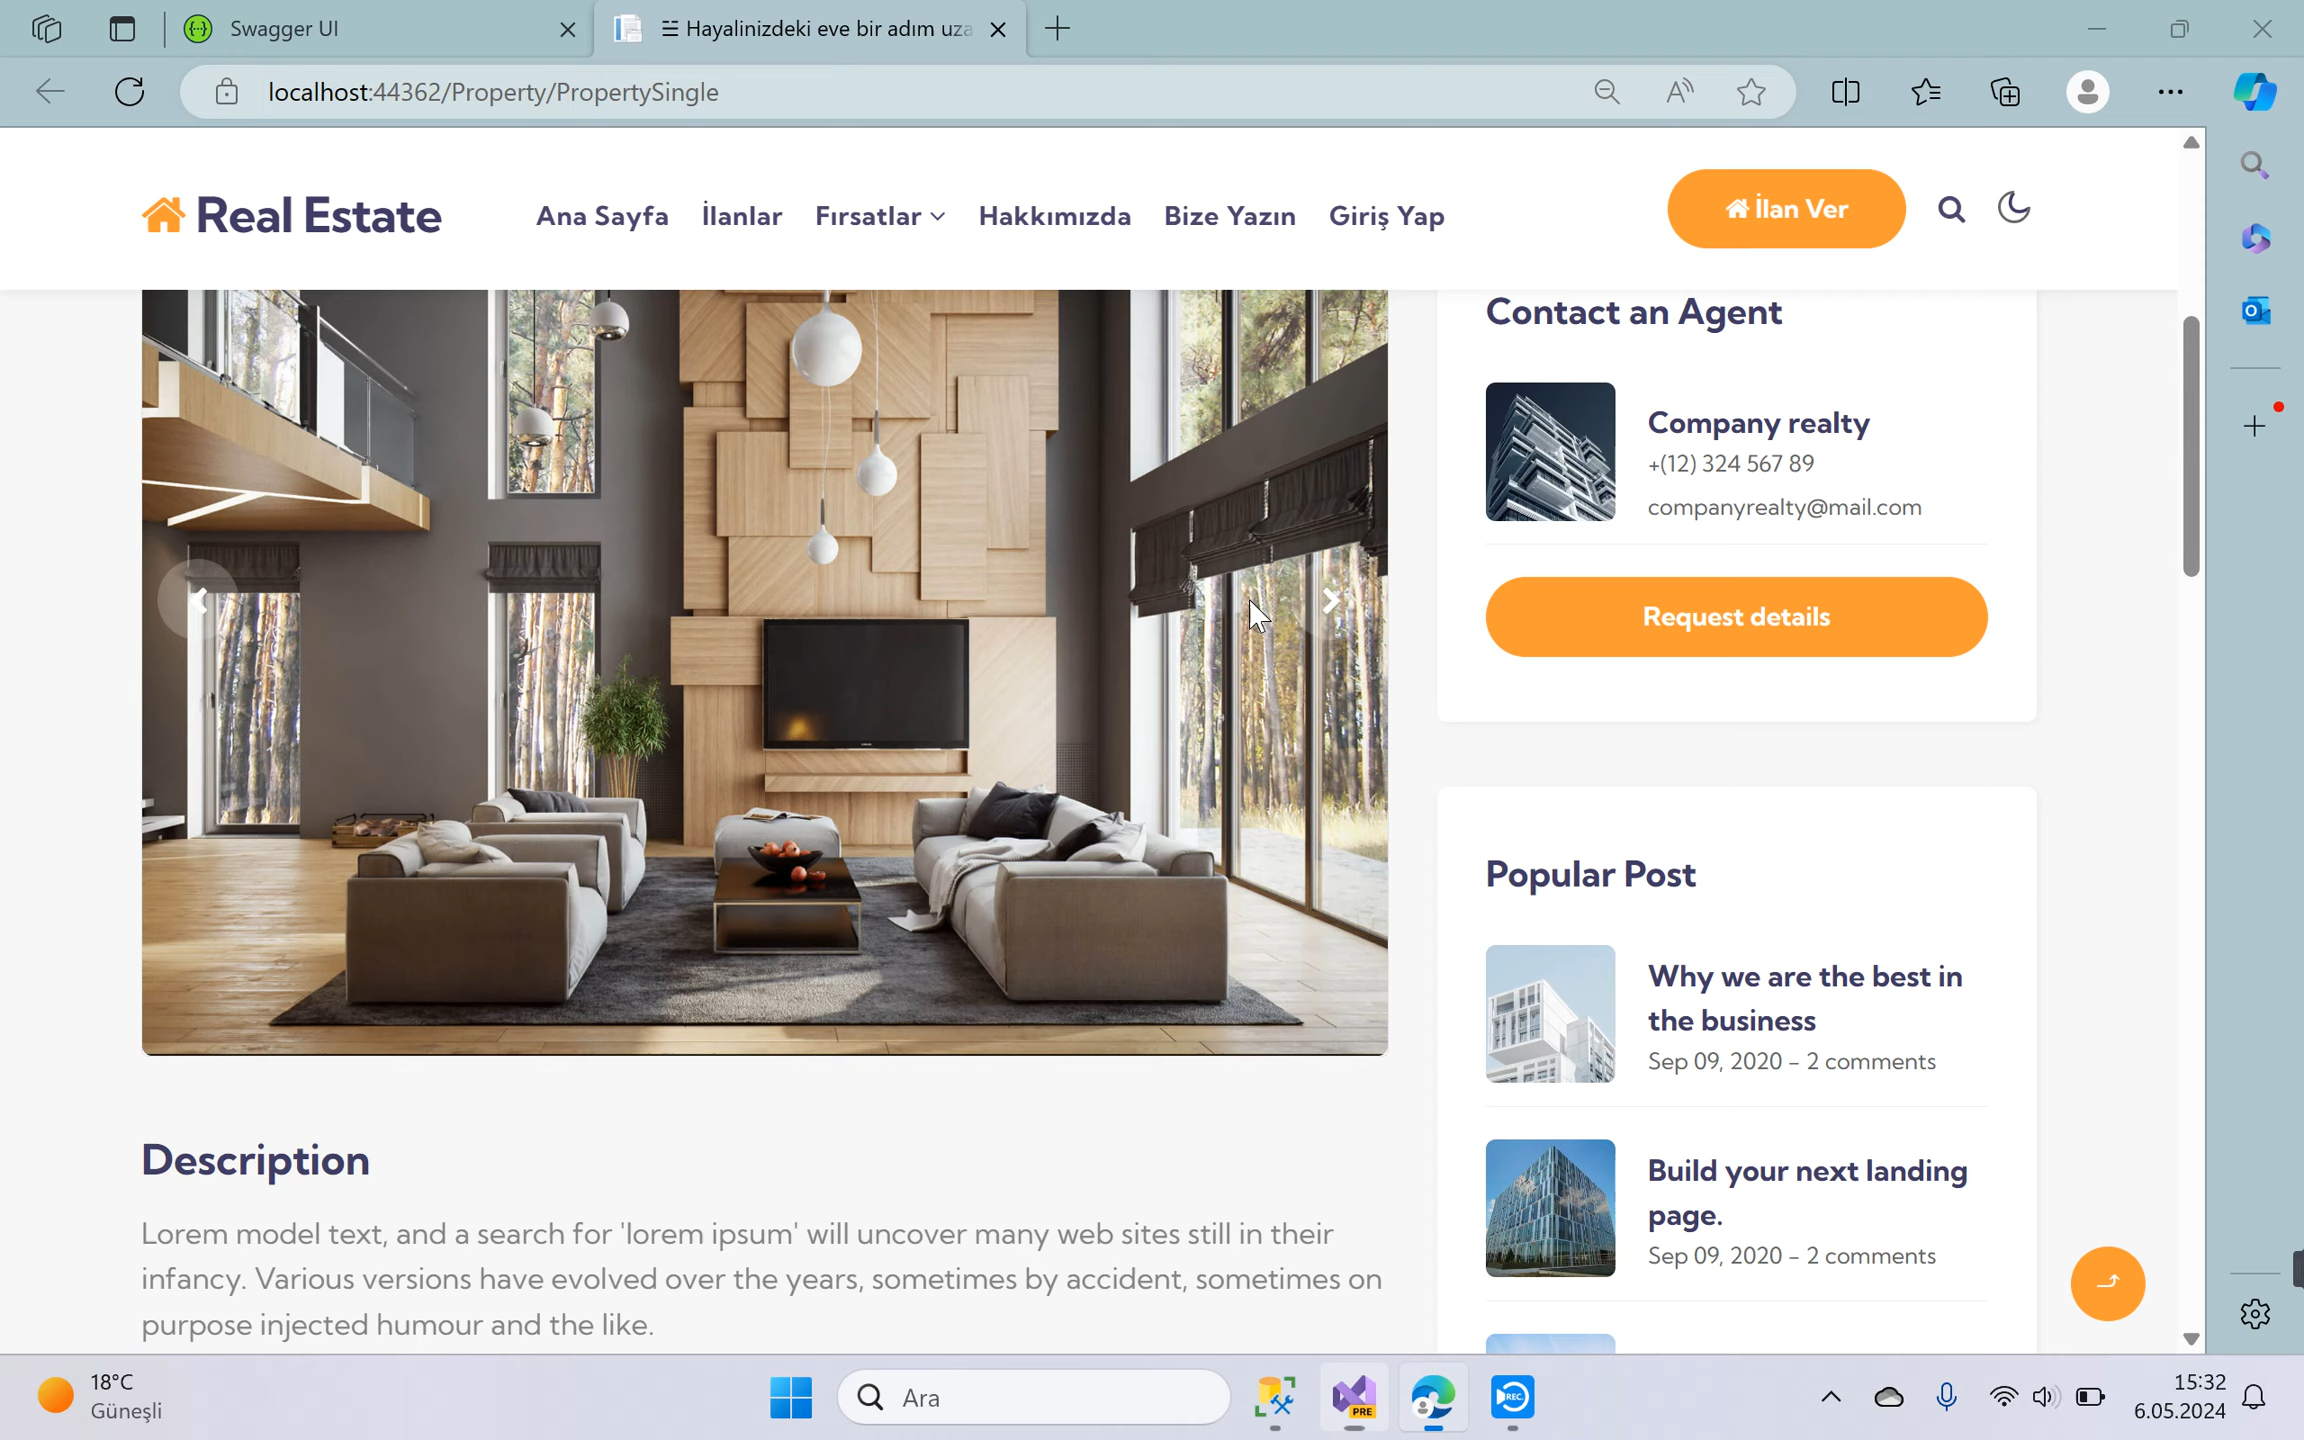 Swagger UI
Hayalinizdeki eve bir adım uza
localhost:44362/Property/PropertySingle
Real Estate
Ana Sayfa
İlanlar
Fırsatlar
Hakkımızda
Bize Yazın
Giriş Yap
İlan Ver
Contact an Agent
Company realty
+(12) 324 567 89
companyrealty@mail.com
Request details
Popular Post
Why we are the best in
the business
Sep 09, 2020 - 2 comments
Build your next landing
page.
Sep 09, 2020 - 2 comments
Description
Lorem model text, and a search for 'lorem ipsum' will uncover many web sites still in their
infancy. Various versions have evolved over the years, sometimes by accident, sometimes on
purpose injected humour and the like.
18°C
Güneşli
Ara
PRE
REC
15:32
6.05.2024